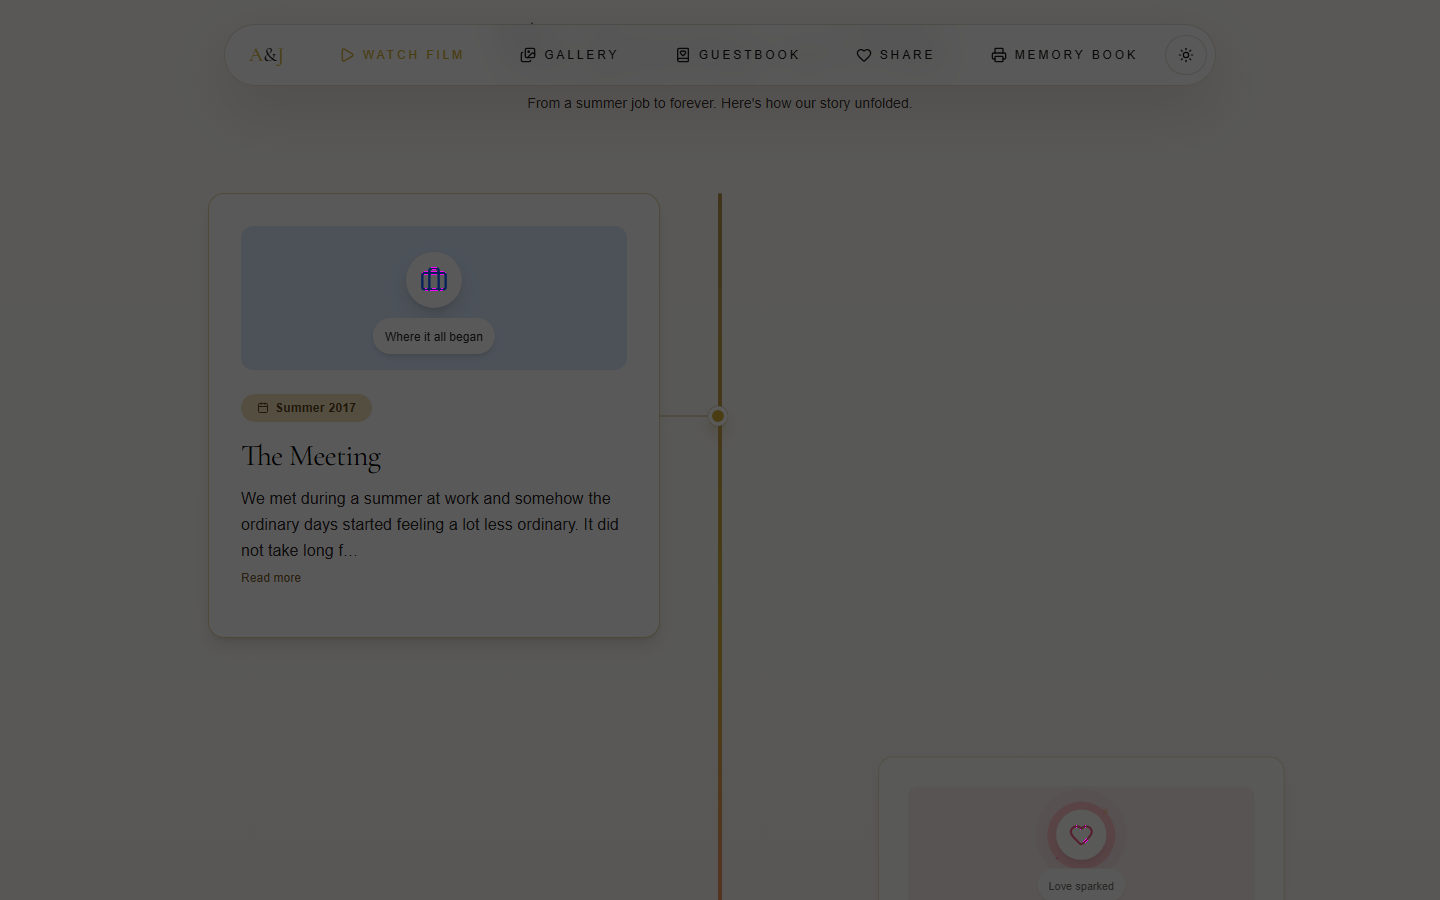 A&J
WATCH FILM
GALLERY
GUESTBOOK
SHARE
MEMORY BOOK
From a summer job to forever. Here's how our story unfolded.
Where it all began
Summer 2017
The Meeting
We met during a summer at work and somehow the
ordinary days started feeling a lot less ordinary. It did
not take long f…
Read more
Love sparked